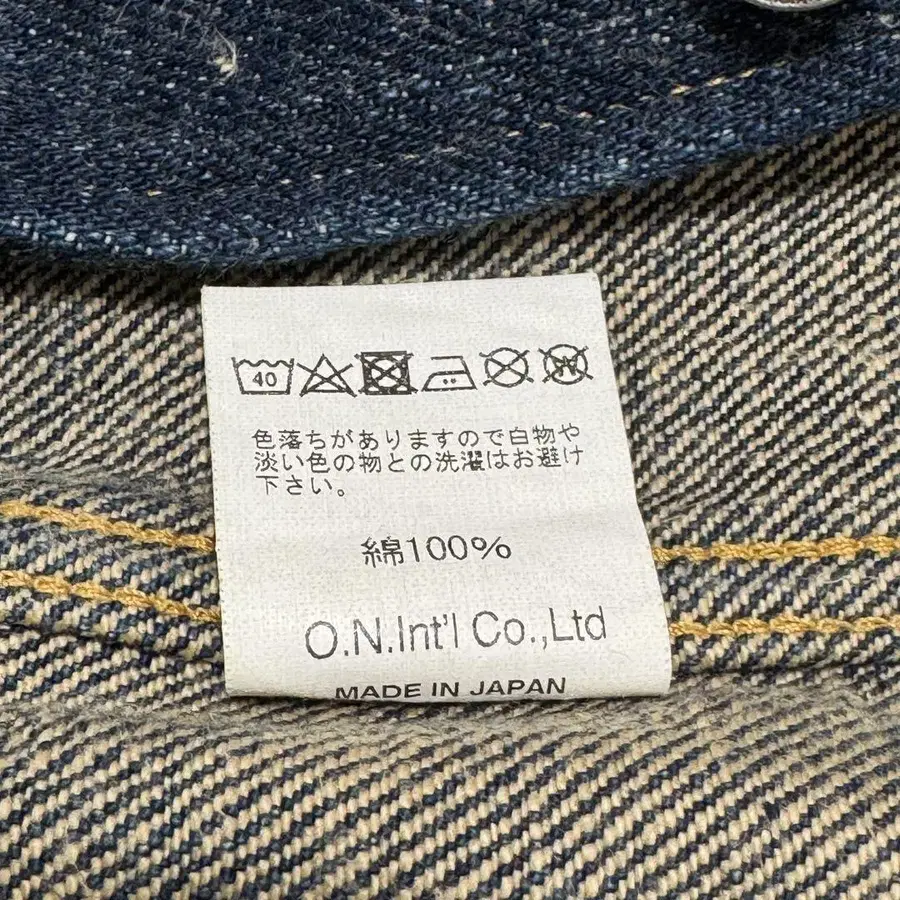 40
色落ちがありますので白物や
淡い色の物との洗濯はお避け
下さい。
綿100%
O.N.Int'l Co.,Ltd
MADE IN JAPAN